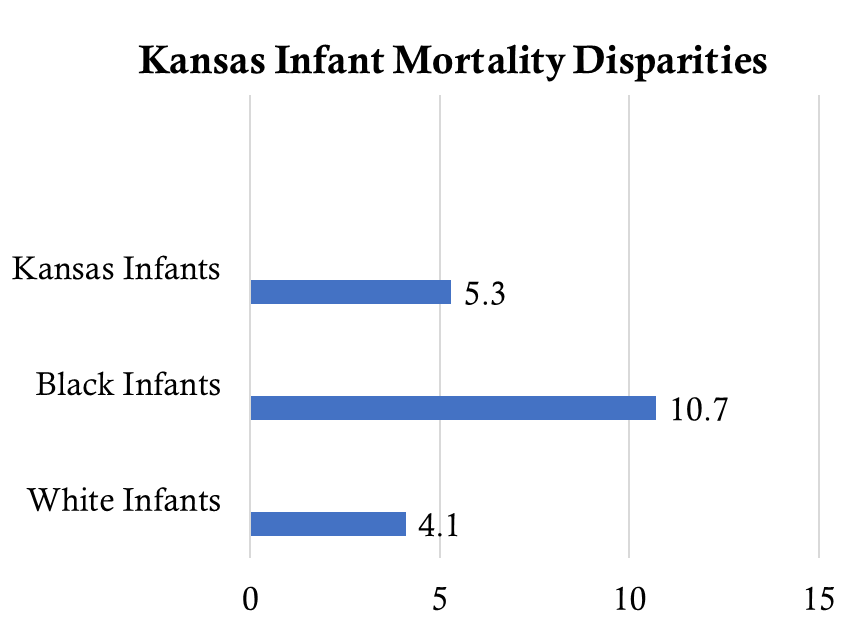 Kansas Infant Mortality Disparities
Kansas Infants
5.3
Black Infants
10.7
White Infants
4.1
0 5 10 15